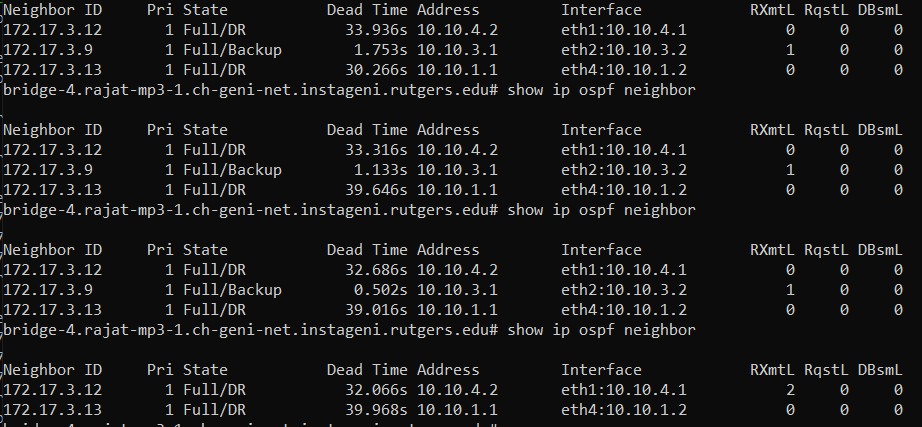 Neighbor ID Pri State Dead Time Address Interface RXmtL RqstL DBsmL
172.17.3.12 1 Full/DR 33.936s 10.10.4.2 eth1:10.10.4.1 0 0 0
172.17.3.9 1 Full/Backup 1.753s 10.10.3.1 eth2:10.10.3.2 1 0 0
172.17.3.13 1 Full/DR 30.266s 10.10.1.1 eth4:10.10.1.2 0 0 0
bridge-4.rajat-mp3-1.ch-geni-net.instageni.rutgers.edu# show ip ospf neighbor
Neighbor ID Pri State Dead Time Address Interface RXmtL RqstL DBsmL
172.17.3.12 1 Full/DR 33.316s 10.10.4.2 eth1:10.10.4.1 0 0 0
172.17.3.9 1 Full/Backup 1.133s 10.10.3.1 eth2:10.10.3.2 1 0 0
172.17.3.13 1 Full/DR 39.646s 10.10.1.1 eth4:10.10.1.2 0 0 0
bridge-4.rajat-mp3-1.ch-geni-net.instageni.rutgers.edu# show ip ospf neighbor
Neighbor ID Pri State Dead Time Address Interface RXmtL RqstL DBsmL
172.17.3.12 1 Full/DR 32.686s 10.10.4.2 eth1:10.10.4.1 0 0 0
172.17.3.9 1 Full/Backup 0.502s 10.10.3.1 eth2:10.10.3.2 1 0 0
172.17.3.13 1 Full/DR 39.016s 10.10.1.1 eth4:10.10.1.2 0 0 0
bridge-4.rajat-mp3-1.ch-geni-net.instageni.rutgers.edu# show ip ospf neighbor
Neighbor ID Pri State Dead Time Address Interface RXmtL RqstL DBsmL
172.17.3.12 1 Full/DR 32.066s 10.10.4.2 eth1:10.10.4.1 2 0 0
172.17.3.13 1 Full/DR 39.968s 10.10.1.1 eth4:10.10.1.2 0 0 0